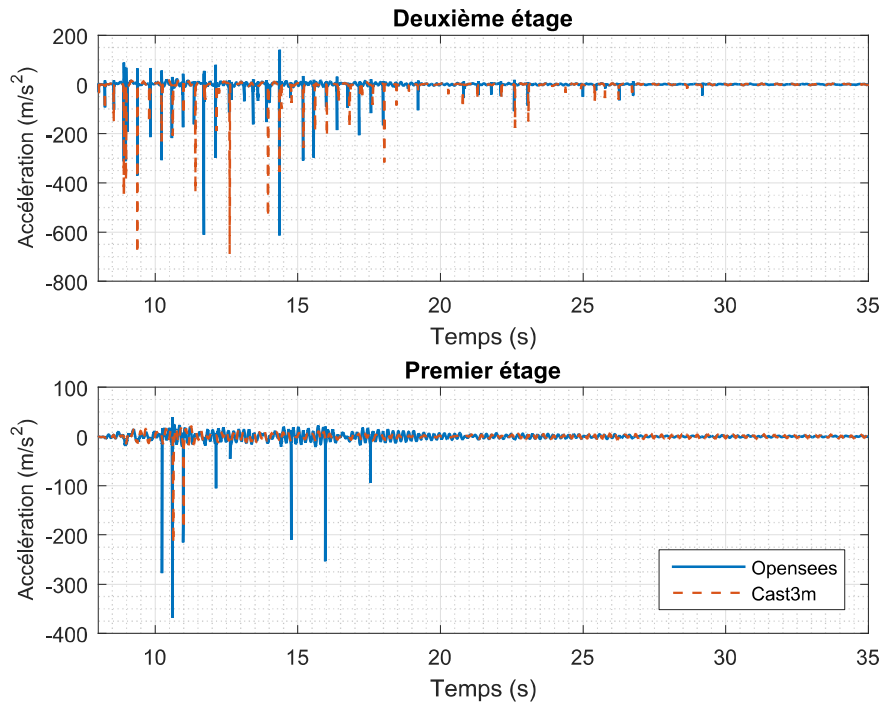 Deuxième étage
200
0
-200
-400
-600
-800
Accélération (m/s²)
10 15 20 25 30 35
Temps (s)
Premier étage
100
0
-100
-200
-300
-400
Accélération (m/s²)
Opensees
Cast3m
10 15 20 25 30 35
Temps (s)